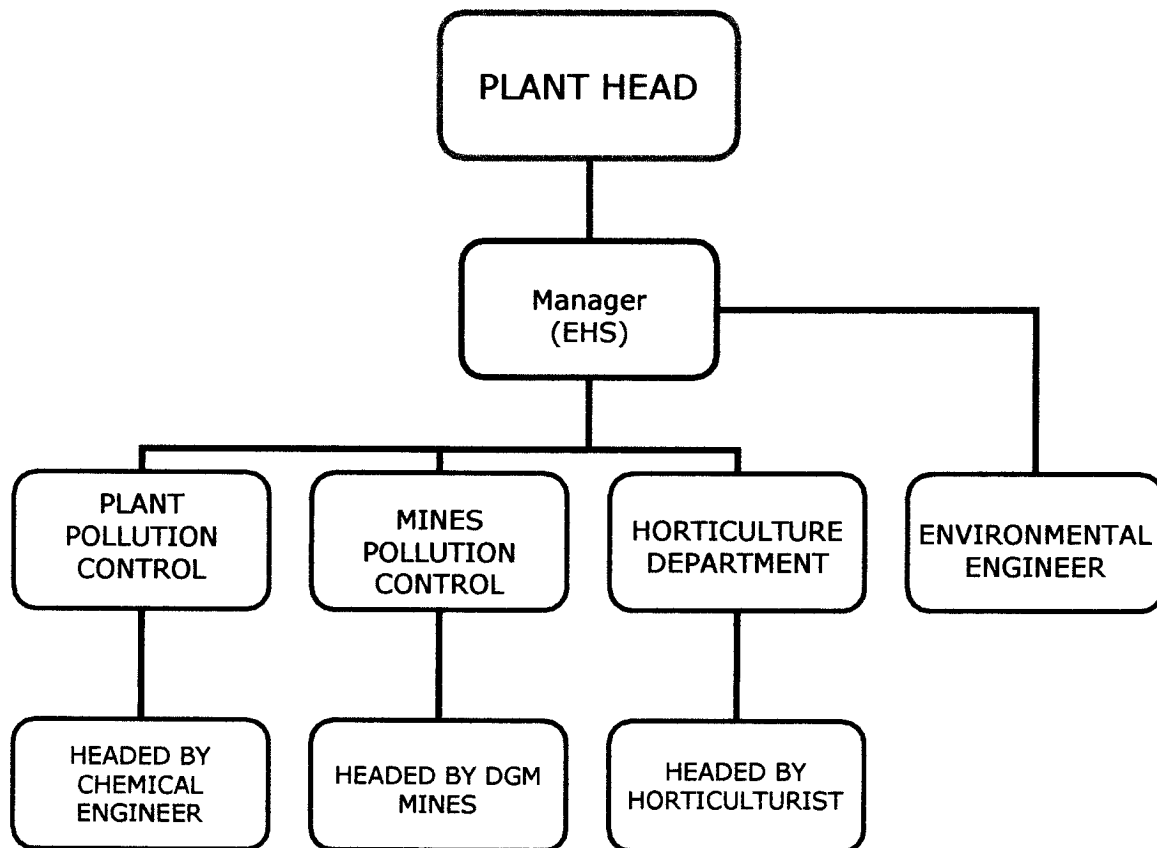 PLANT HEAD
Manager
(EHS)
PLANT
POLLUTION
CONTROL
MINES
POLLUTION
CONTROL
HORTICULTURE
DEPARTMENT
ENVIRONMENTAL
ENGINEER
HEADED BY
CHEMICAL
ENGINEER
HEADED BY DGM
MINES
HEADED BY
HORTICULTURIST